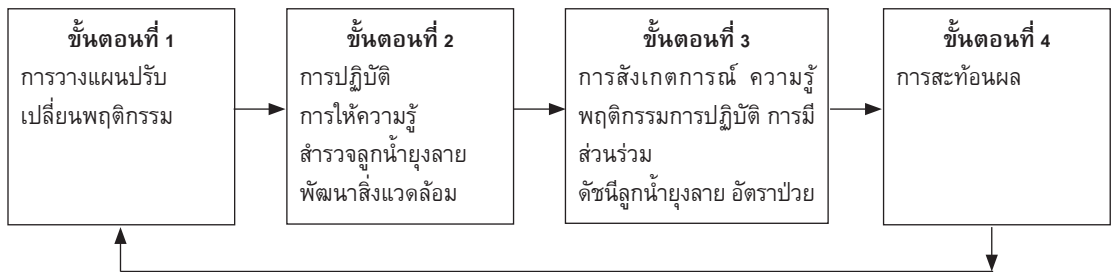 ขั้นตอนที่ 1
การวางแผนปรับ
เปลี่ยนพฤติกรรม
ขั้นตอนที่ 2
การปฏิบัติ
การให้ความรู้
สำรวจลูกน้ำยุงลาย
พัฒนาสิ่งแวดล้อม
ขั้นตอนที่ 3
การสังเกตการณ์ ความรู้
พฤติกรรมการปฏิบัติ การมี
ส่วนร่วม
ดัชนีลูกน้ำยุงลาย อัตราป่วย
ขั้นตอนที่ 4
การสะท้อนผล